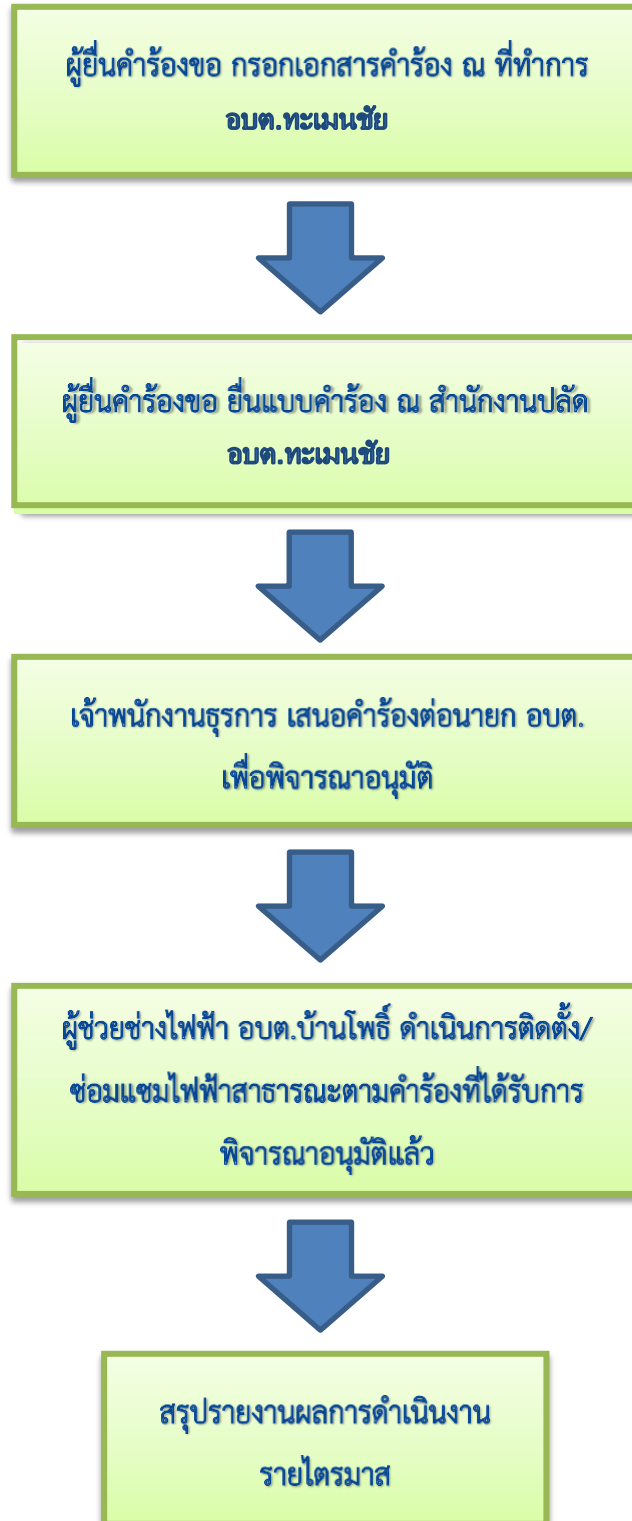 ผู้ยื่นคำร้องขอ กรอกเอกสารคำร้อง ณ ที่ทำการ
อบต.ทะเมนชัย
ผู้ยื่นคำร้องขอ ยื่นแบบคำร้อง ณ สำนักงานปลัด
อบต.ทะเมนชัย
เจ้าพนักงานธุรการ เสนอคำร้องต่อนายก อบต.
เพื่อพิจารณาอนุมัติ
ผู้ช่วยช่างไฟฟ้า อบต.บ้านโพธิ์ ดำเนินการติดตั้ง/
ซ่อมแซมไฟฟ้าสาธารณะตามคำร้องที่ได้รับการ
พิจารณาอนุมัติแล้ว
สรุปรายงานผลการดำเนินงาน
รายไตรมาส